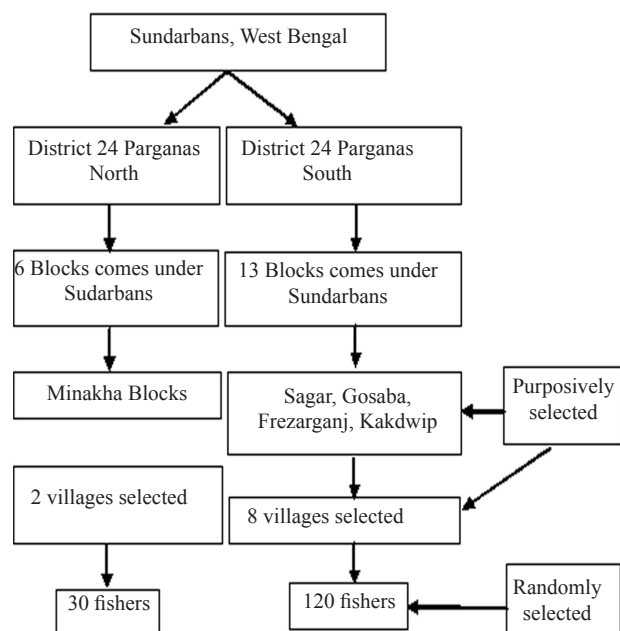 Sundarbans, West Bengal
District 24 Parganas
North
District 24 Parganas
South
6 Blocks comes under
Sudarbans
13 Blocks comes under
Sundarbans
Minakha Blocks
Sagar, Gosaba,
Frezarganj, Kakdwip
Purposively
selected
2 villages selected
8 villages selected
30 fishers
120 fishers
Randomly
selected